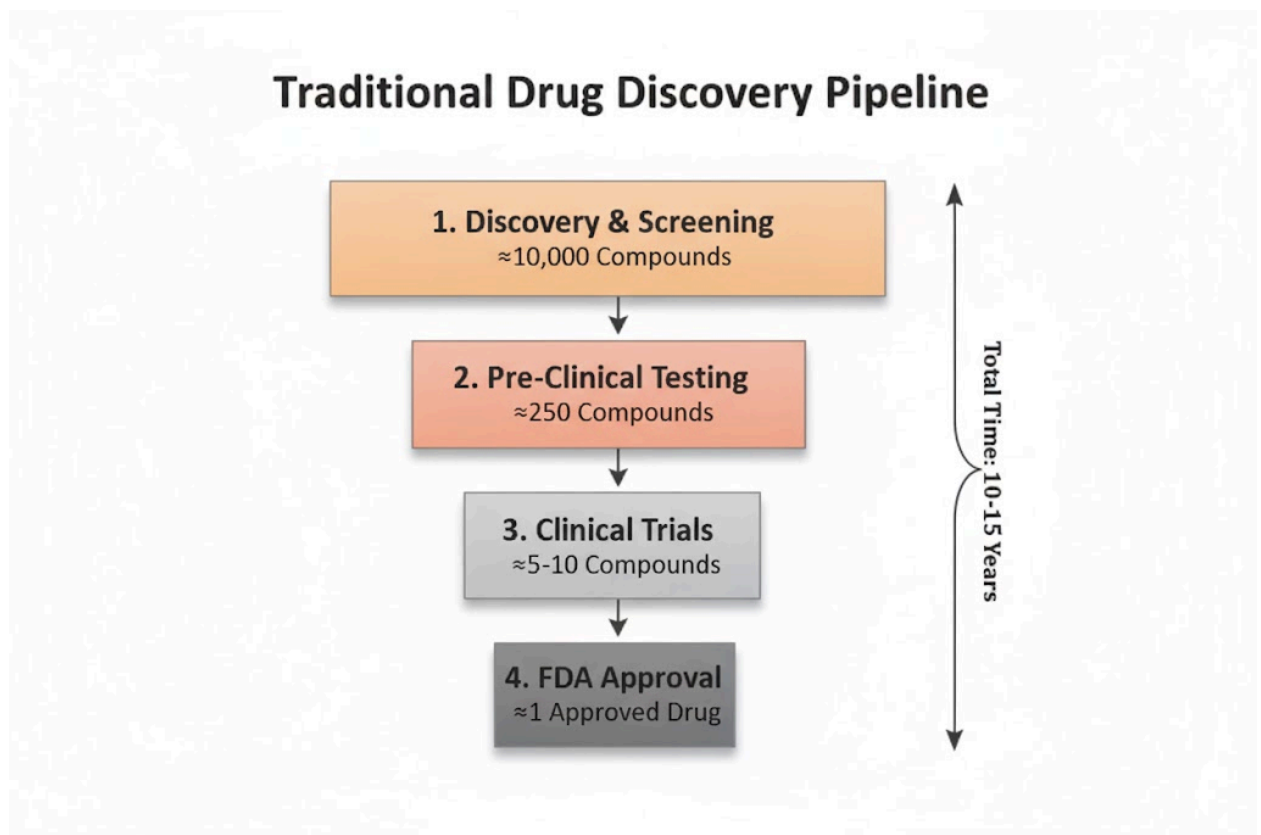 Traditional Drug Discovery Pipeline
1. Discovery & Screening
≈10,000 Compounds
2. Pre-Clinical Testing
≈250 Compounds
3. Clinical Trials
≈5-10 Compounds
4. FDA Approval
≈1 Approved Drug
Total Time: 10-15 Years